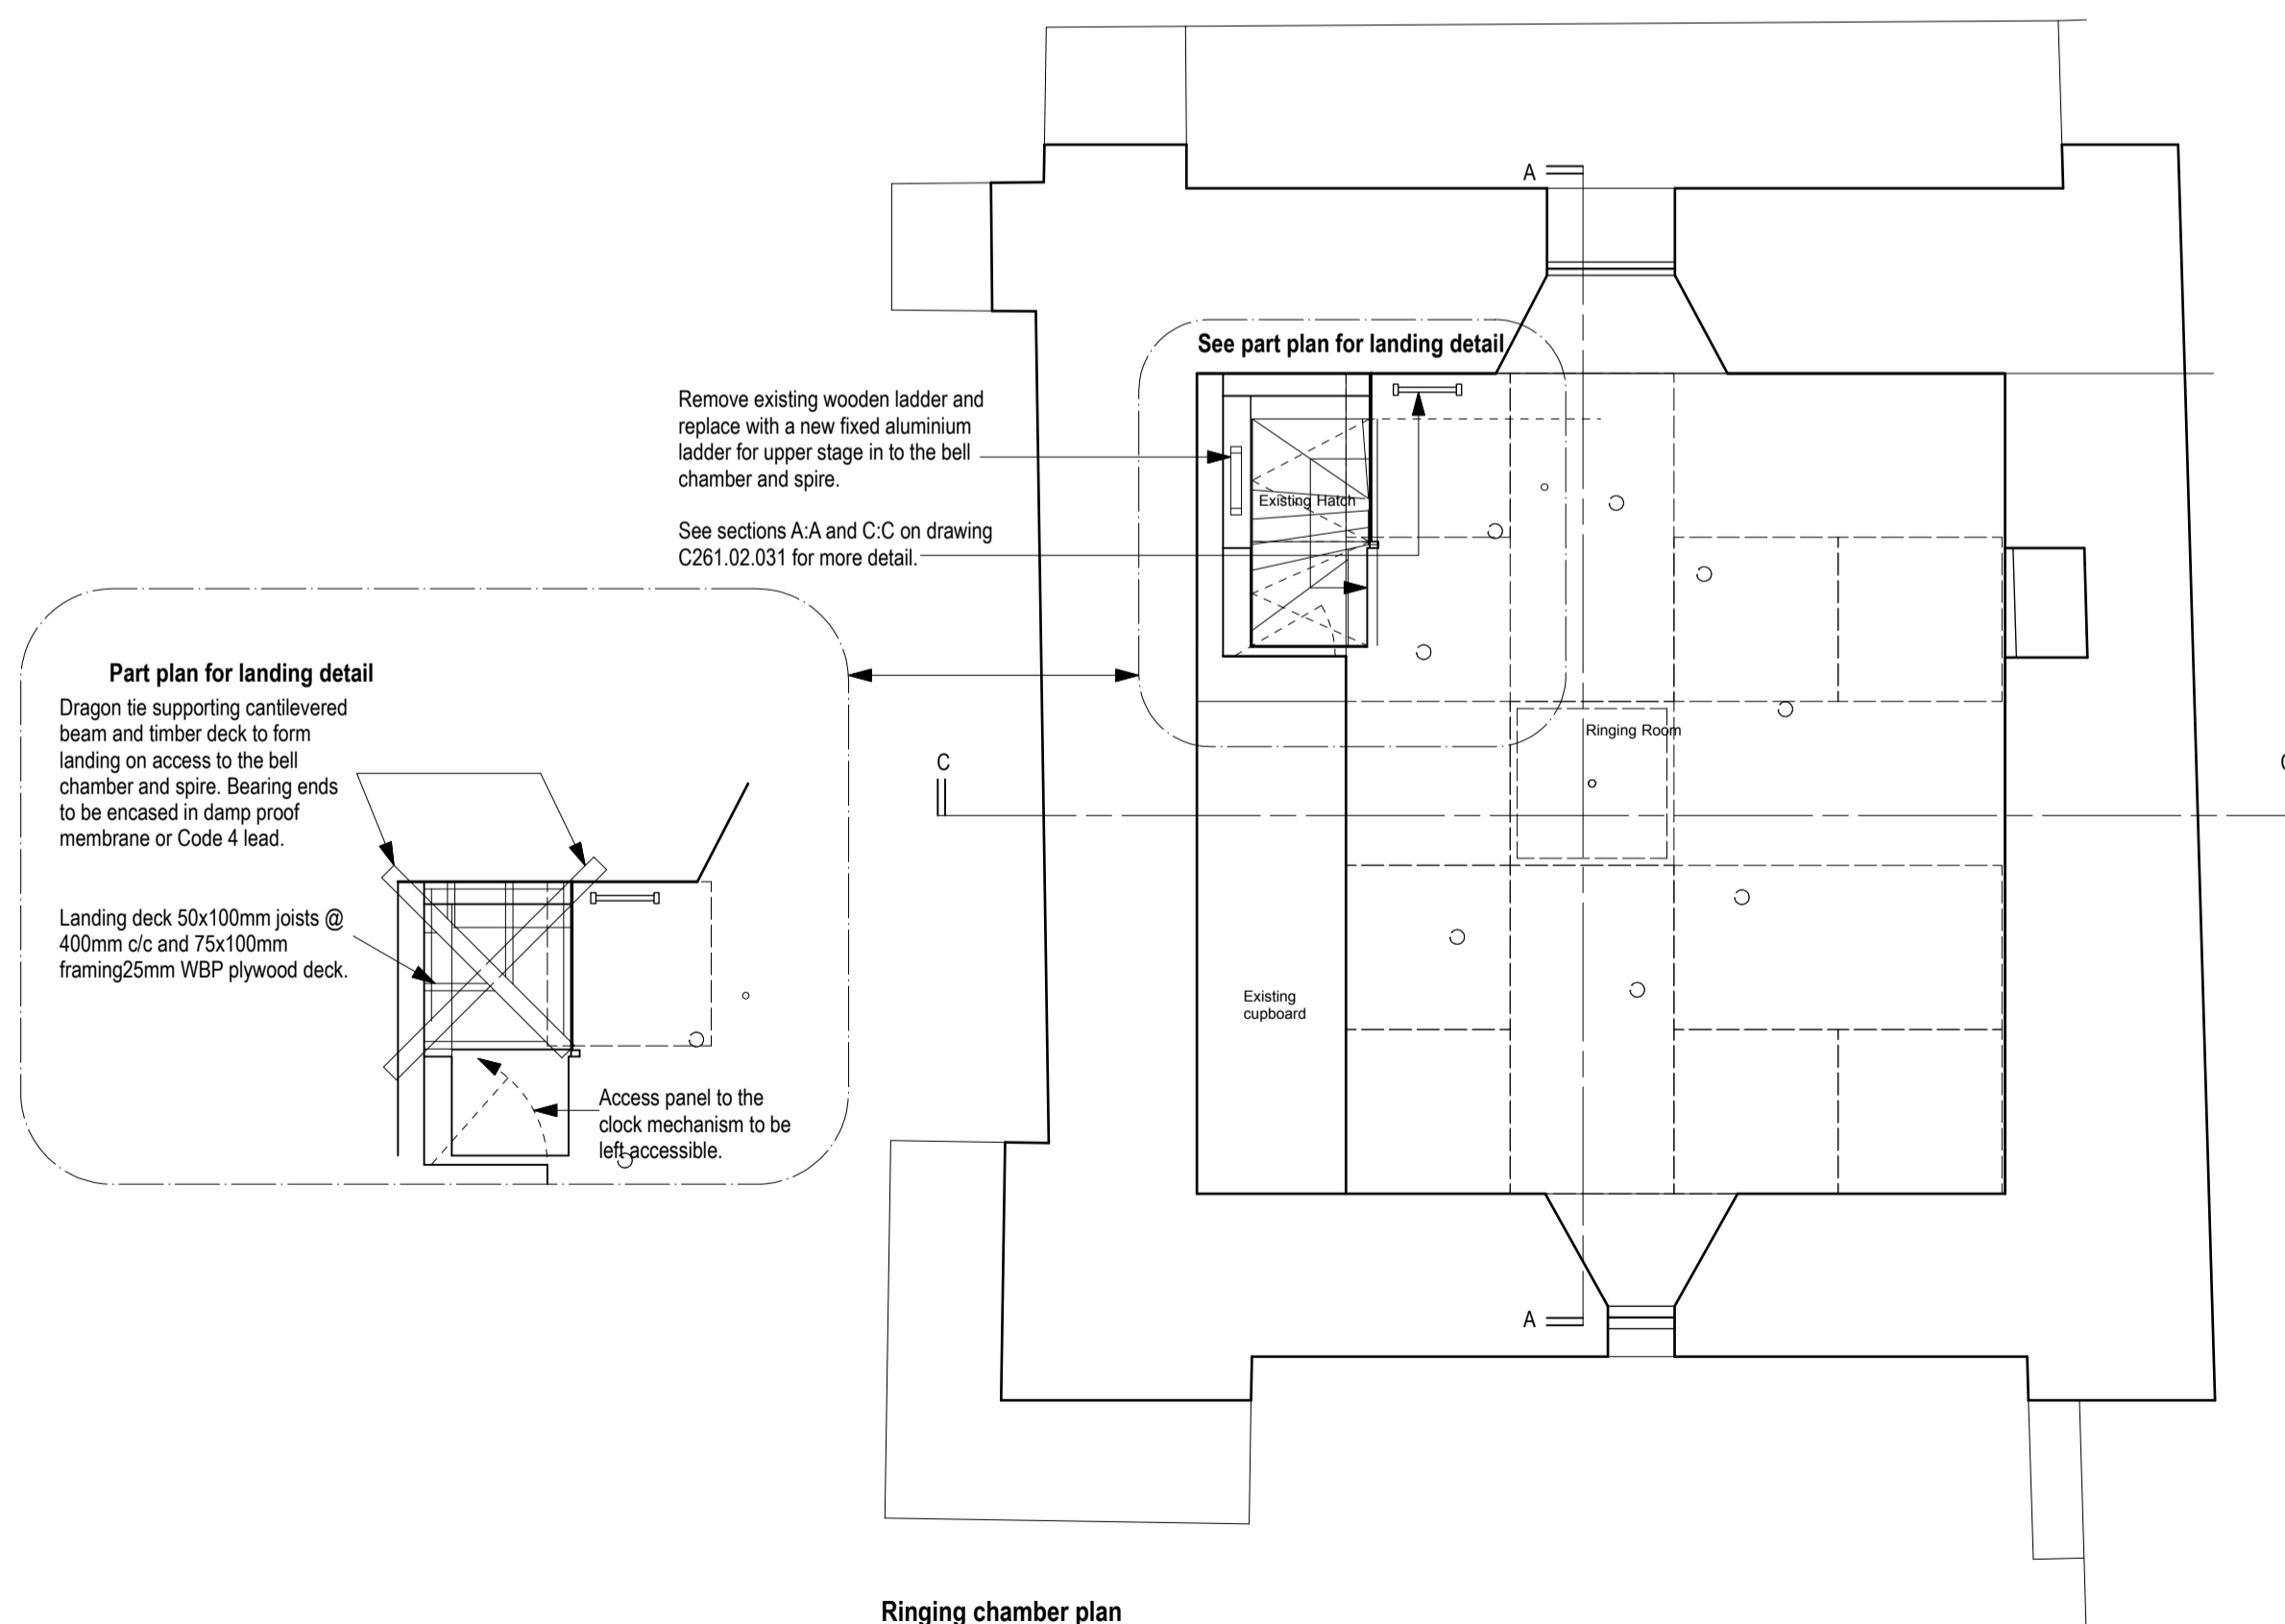 A
See part plan for landing detail
Remove existing wooden ladder and
replace with a new fixed aluminium
ladder for upper stage in to the bell
chamber and spire.
See sections A:A and C:C on drawing
C261.02.031 for more detail.
Existing Hatch
Part plan for landing detail
Dragon tie supporting cantilevered
beam and timber deck to form
landing on access to the bell
chamber and spire. Bearing ends
to be encased in damp proof
membrane or Code 4 lead.
Landing deck 50x100mm joists @
400mm c/c and 75x100mm
framing25mm WBP plywood deck.
Access panel to the
clock mechanism to be
left accessible.
Ringing Room
C
Existing
cupboard
A
Ringing chamber plan